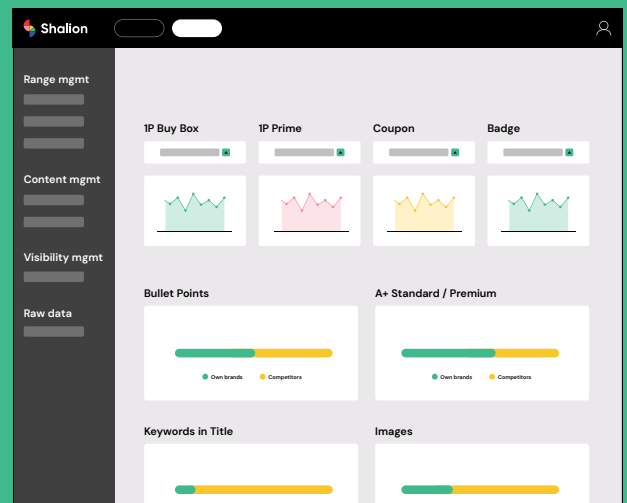 Shalion
Range mgmt
Content mgmt
Visibility mgmt
Raw data
1P Buy Box
1P Prime
Coupon
Badge
Bullet Points
Own brands
Competitors
A+ Standard / Premium
Own brands
Competitors
Keywords in Title
Images